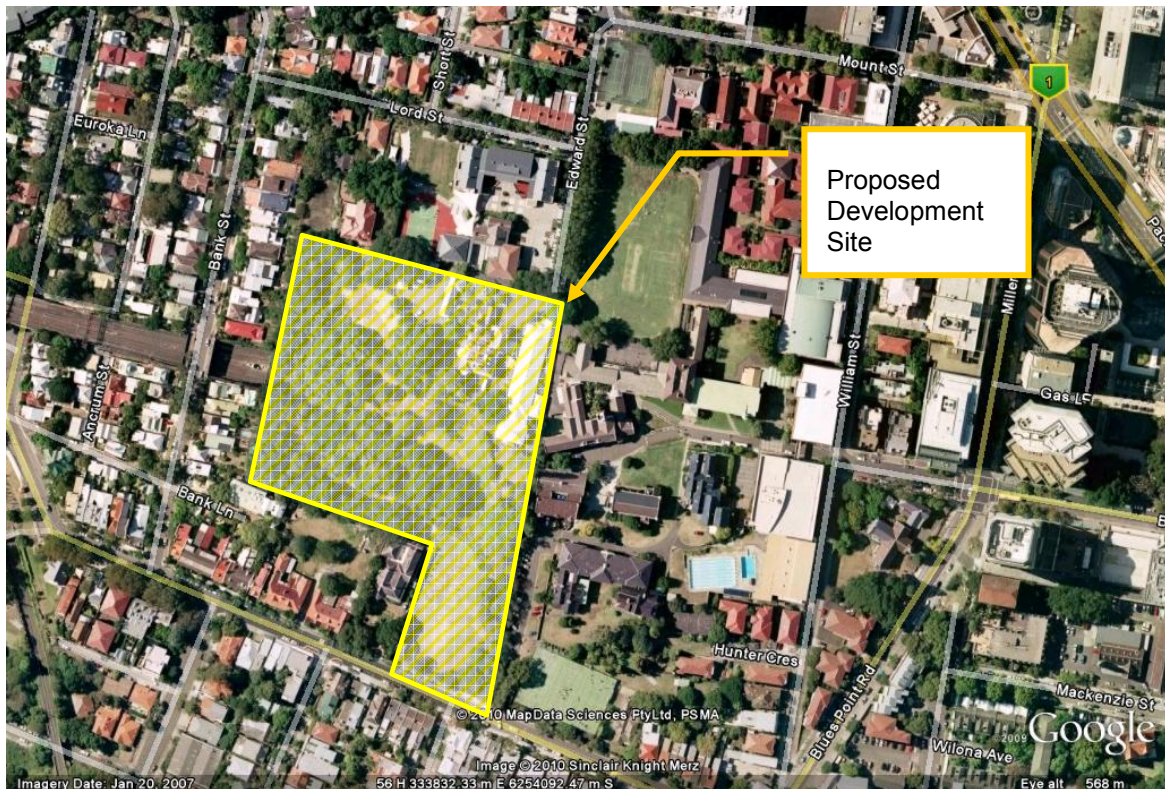 Mount St
1
Short St
Lord St
Euroka Ln
Edward St
Proposed
Development
Site
Pac
Bank St
Miller
William St
Gas Ln
Ancrum St
Bank Ln
B
Hunter Cres
Mackenzie St
© 2010 MapData Sciences PtyLtd, PSMA
Blues Point Rd
©2009 Google
Wilona Ave
Image © 2010 Sinclair Knight Merz
Imagery Date: Jan 20, 2007
56 H 333832.33 m E 6254092.47 m S
Eye alt 568 m